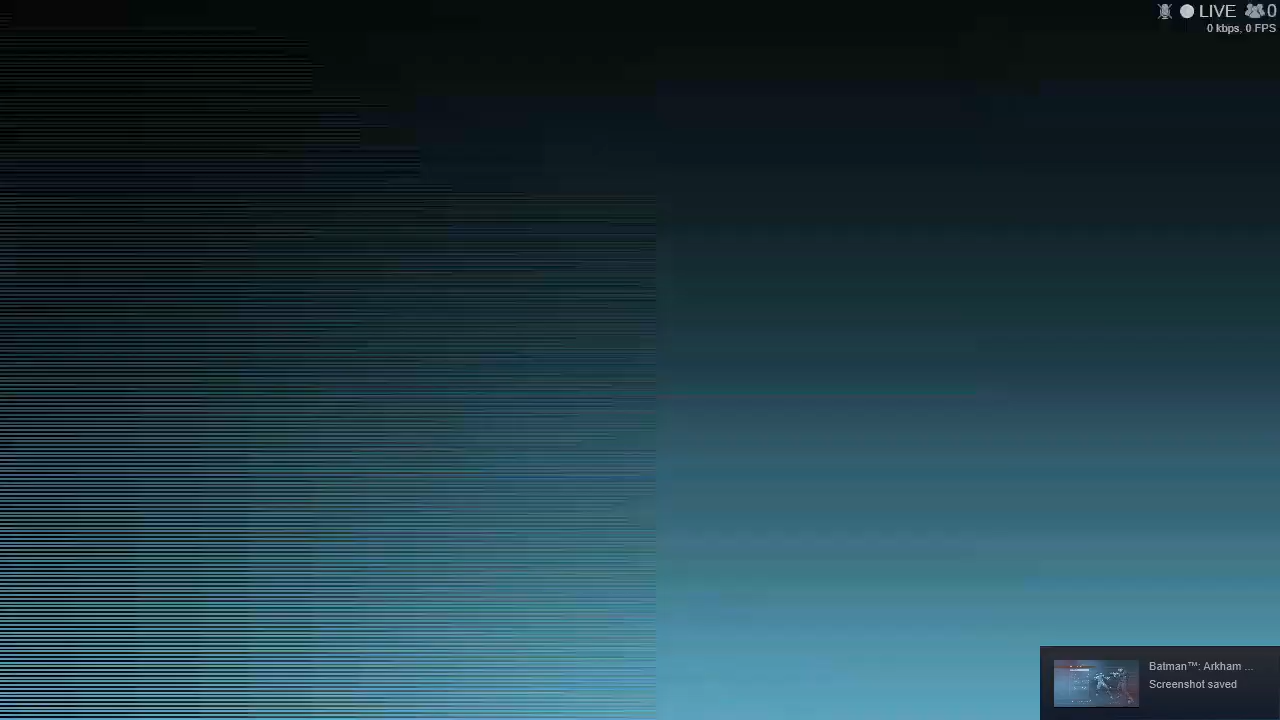 LIVE 0
0 kbps, 0 FPS
Batman™: Arkham ...
Screenshot saved